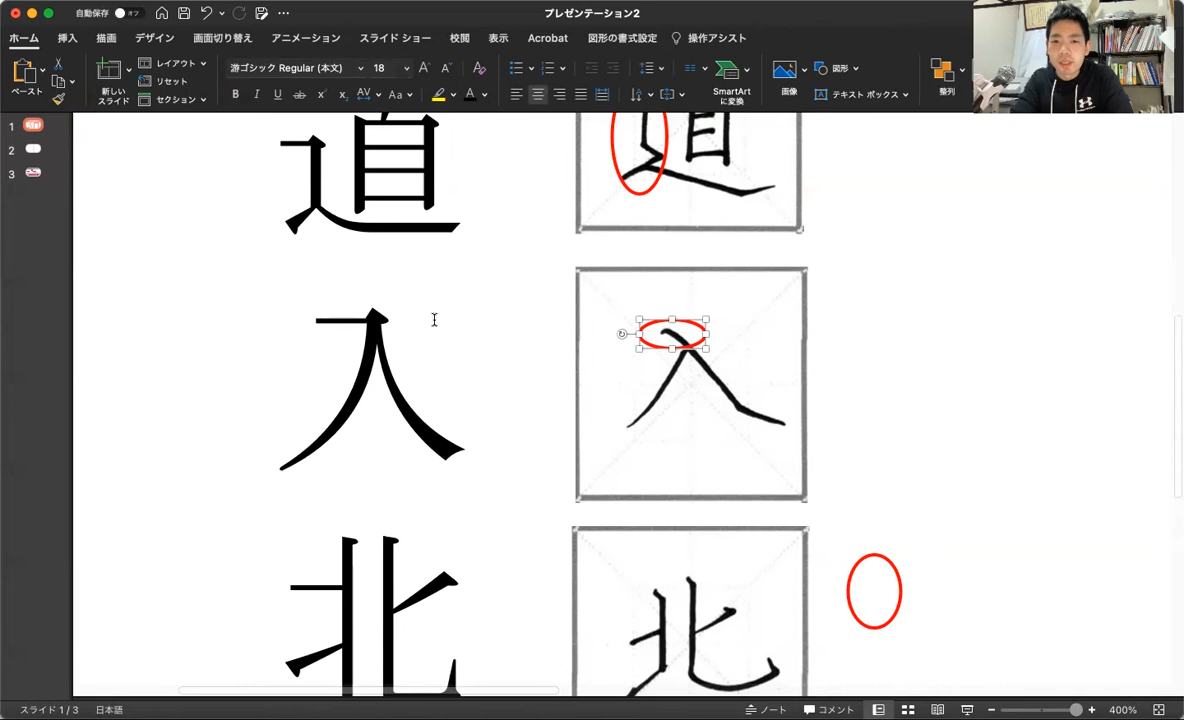 自動保存 オフ
プレゼンテーション2
ホーム 挿入 描画 デザイン 画面切り替え アニメーション スライド ショー 校閲 表示 Acrobat 図形の書式設定 操作アシスト
ペースト
新しい
スライド
レイアウト
リセット
セクション
游ゴシック Regular (本文) 18
B I U ab x² x₂ AV Aa A
SmartArt
に変換
画像
図形
テキスト ボックス
整列
1
2
3
道 道
入 入
北 北
スライド 1 / 3 日本語 ノート コメント 400%